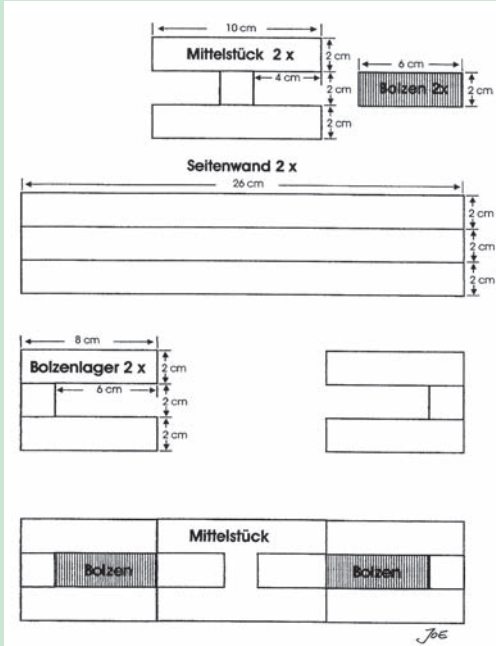 10 cm
Mittelstück 2 x
2 cm
4 cm
2 cm
2 cm
6 cm
Bolzen 2x
2 cm
Seitenwand 2 x
26 cm
2 cm
2 cm
2 cm
8 cm
Bolzenlager 2 x
2 cm
6 cm
2 cm
2 cm
Mittelstück
Bolzen
Bolzen
JOE